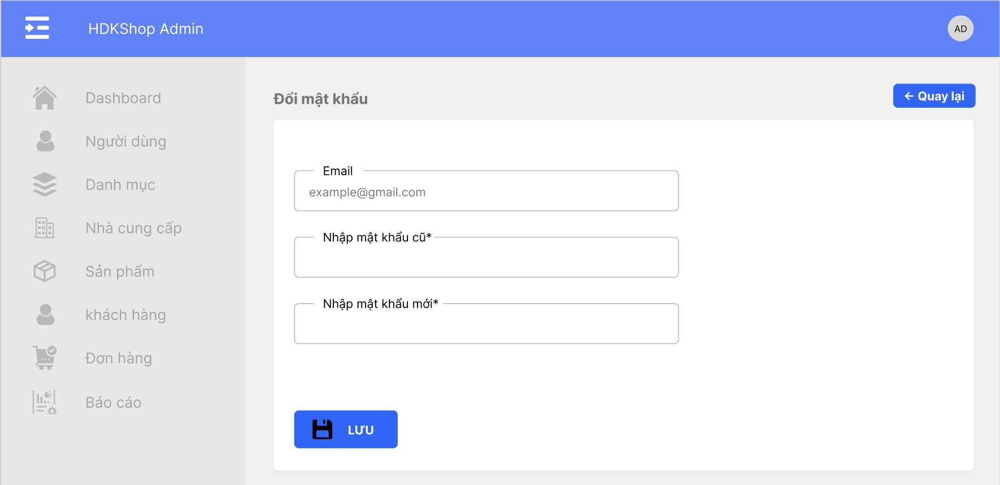 HDKShop Admin
AD
Dashboard
Người dùng
Danh mục
Nhà cung cấp
Sản phẩm
khách hàng
Đơn hàng
Báo cáo
Đổi mật khẩu
← Quay lại
Email
example@gmail.com
Nhập mật khẩu cũ*
Nhập mật khẩu mới*
LƯU